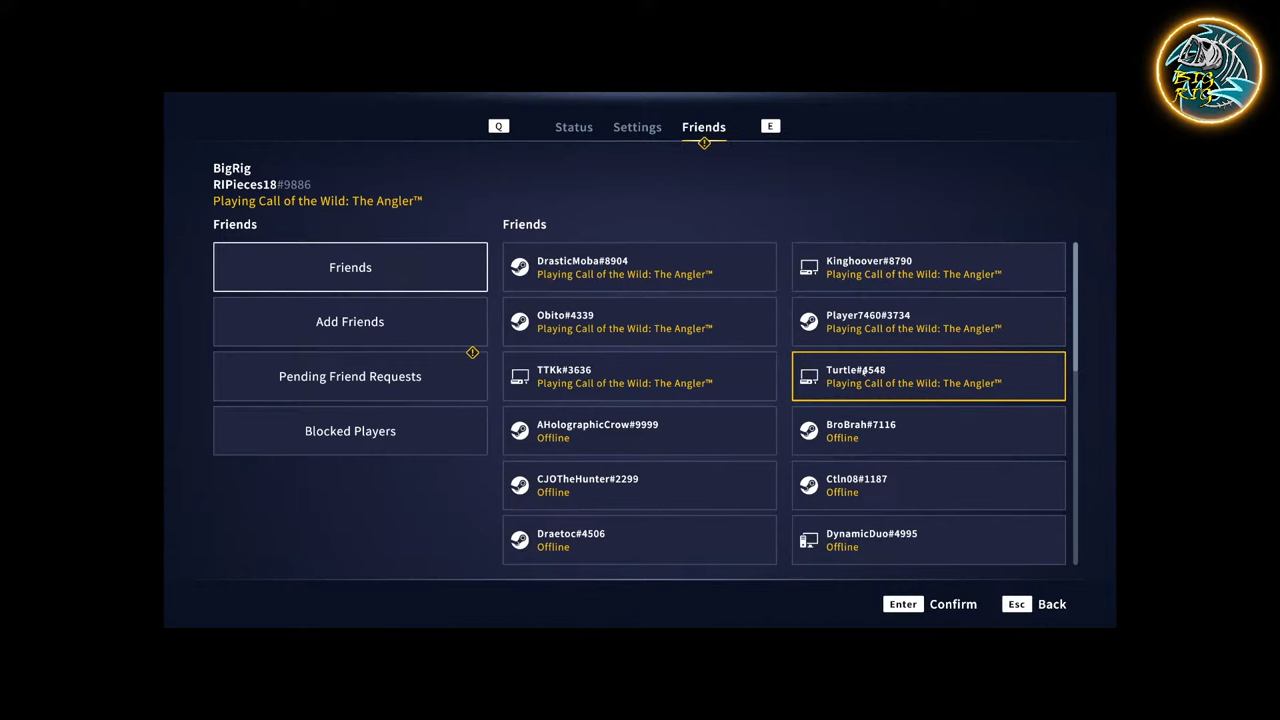 BIG
RIG
Q
Status
Settings
Friends
E
BigRig
RIPieces18#9886
Playing Call of the Wild: The Angler™
Friends
Friends
Add Friends
Pending Friend Requests
Blocked Players
Friends
DrasticMoba#8904
Playing Call of the Wild: The Angler™
Kinghoover#8790
Playing Call of the Wild: The Angler™
Obito#4339
Playing Call of the Wild: The Angler™
Player7460#3734
Playing Call of the Wild: The Angler™
TTKk#3636
Playing Call of the Wild: The Angler™
Turtle#4548
Playing Call of the Wild: The Angler™
AHolographicCrow#9999
Offline
BroBrah#7116
Offline
CJOTheHunter#2299
Offline
Ctln08#1187
Offline
Draetoc#4506
Offline
DynamicDuo#4995
Offline
Enter Confirm
Esc Back